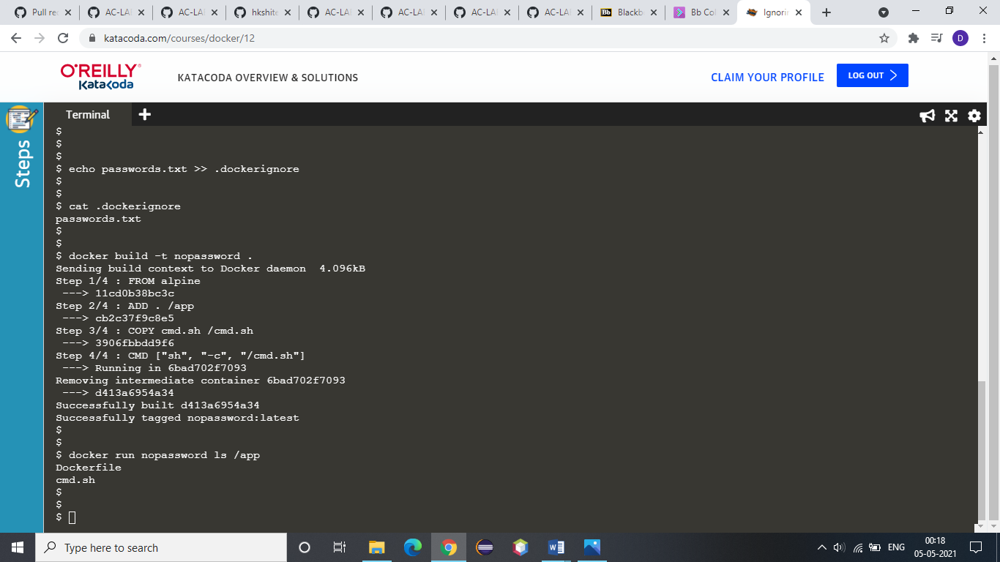 Pull re
AC-LA
AC-LA
hkshite
AC-LA
AC-LA
AC-LA
AC-LA
Bb
Blackb
Bb Col
Ignorin
katacoda.com/courses/docker/12
D
O'REILLY®
KataKoda
KATACODA OVERVIEW & SOLUTIONS
CLAIM YOUR PROFILE
LOG OUT
Steps
Terminal
$
$
$
$ echo passwords.txt >> .dockerignore
$
$
$ cat .dockerignore
passwords.txt
$
$
$ docker build -t nopassword .
Sending build context to Docker daemon  4.096kB
Step 1/4 : FROM alpine
 ---> 11cd0b38bc3c
Step 2/4 : ADD . /app
 ---> cb2c37f9c8e5
Step 3/4 : COPY cmd.sh /cmd.sh
 ---> 3906fbbdd9f6
Step 4/4 : CMD ["sh", "-c", "/cmd.sh"]
 ---> Running in 6bad702f7093
Removing intermediate container 6bad702f7093
 ---> d413a6954a34
Successfully built d413a6954a34
Successfully tagged nopassword:latest
$
$
$ docker run nopassword ls /app
Dockerfile
cmd.sh
$
$
$
Type here to search
ENG
00:18
05-05-2021